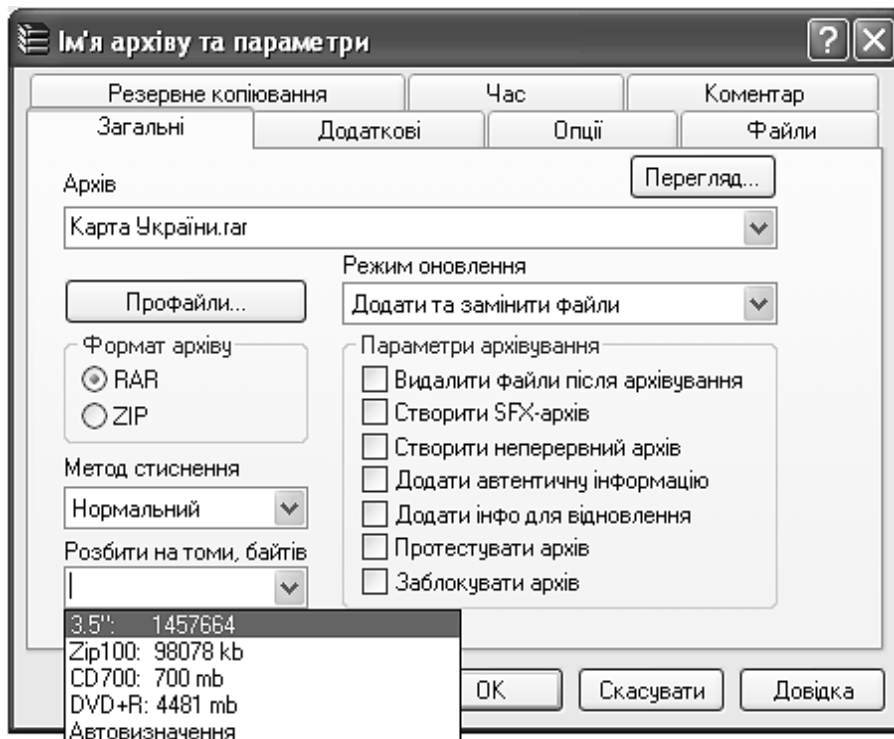 Ім'я архіву та параметри
Резервне копіювання Час Коментар
Загальні Додаткові Опції Файли
Архів Перегляд...
Карта України.rar
Режим оновлення
Профайли... Додати та замінити файли
Формат архіву Параметри архівування
RAR Видалити файли після архівування
ZIP Створити SFX-архів
Створити неперервний архів
Метод стиснення Додати автентичну інформацію
Нормальний Додати інфо для відновлення
Розбити на томи, байтів Протестувати архів
Заблокувати архів
3.5": 1457664
Zip100: 98078 kb
CD700: 700 mb
DVD+R: 4481 mb
Автовизначення
OK Скасувати Довідка